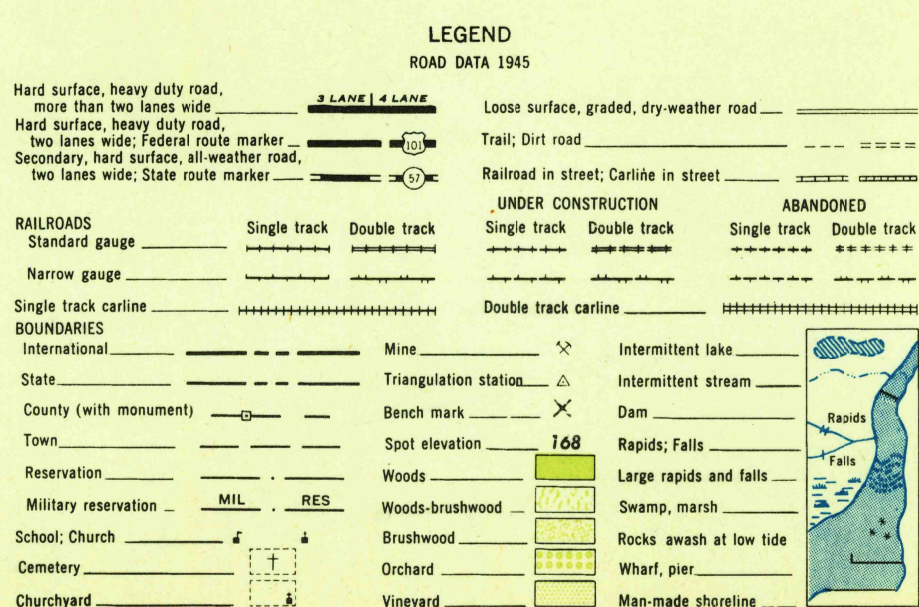 LEGEND
ROAD DATA 1945
Hard surface, heavy duty road,
more than two lanes wide
3 LANE 4 LANE
Hard surface, heavy duty road,
two lanes wide; Federal route marker
101
Secondary, hard surface, all-weather road,
two lanes wide; State route marker
57
Loose surface, graded, dry-weather road
Trail; Dirt road
Railroad in street; Carline in street
UNDER CONSTRUCTION ABANDONED
RAILROADS Single track Double track Single track Double track Single track Double track
Standard gauge
Narrow gauge
Single track carline Double track carline
BOUNDARIES
International
State
County (with monument)
Town
Reservation
Military reservation MIL RES
School; Church
Cemetery
Churchyard
Mine
Triangulation station
Bench mark
Spot elevation 168
Woods
Woods-brushwood
Brushwood
Orchard
Vineyard
Intermittent lake
Intermittent stream
Dam
Rapids; Falls
Large rapids and falls
Swamp, marsh
Rocks awash at low tide
Wharf, pier
Man-made shoreline
Rapids
Falls